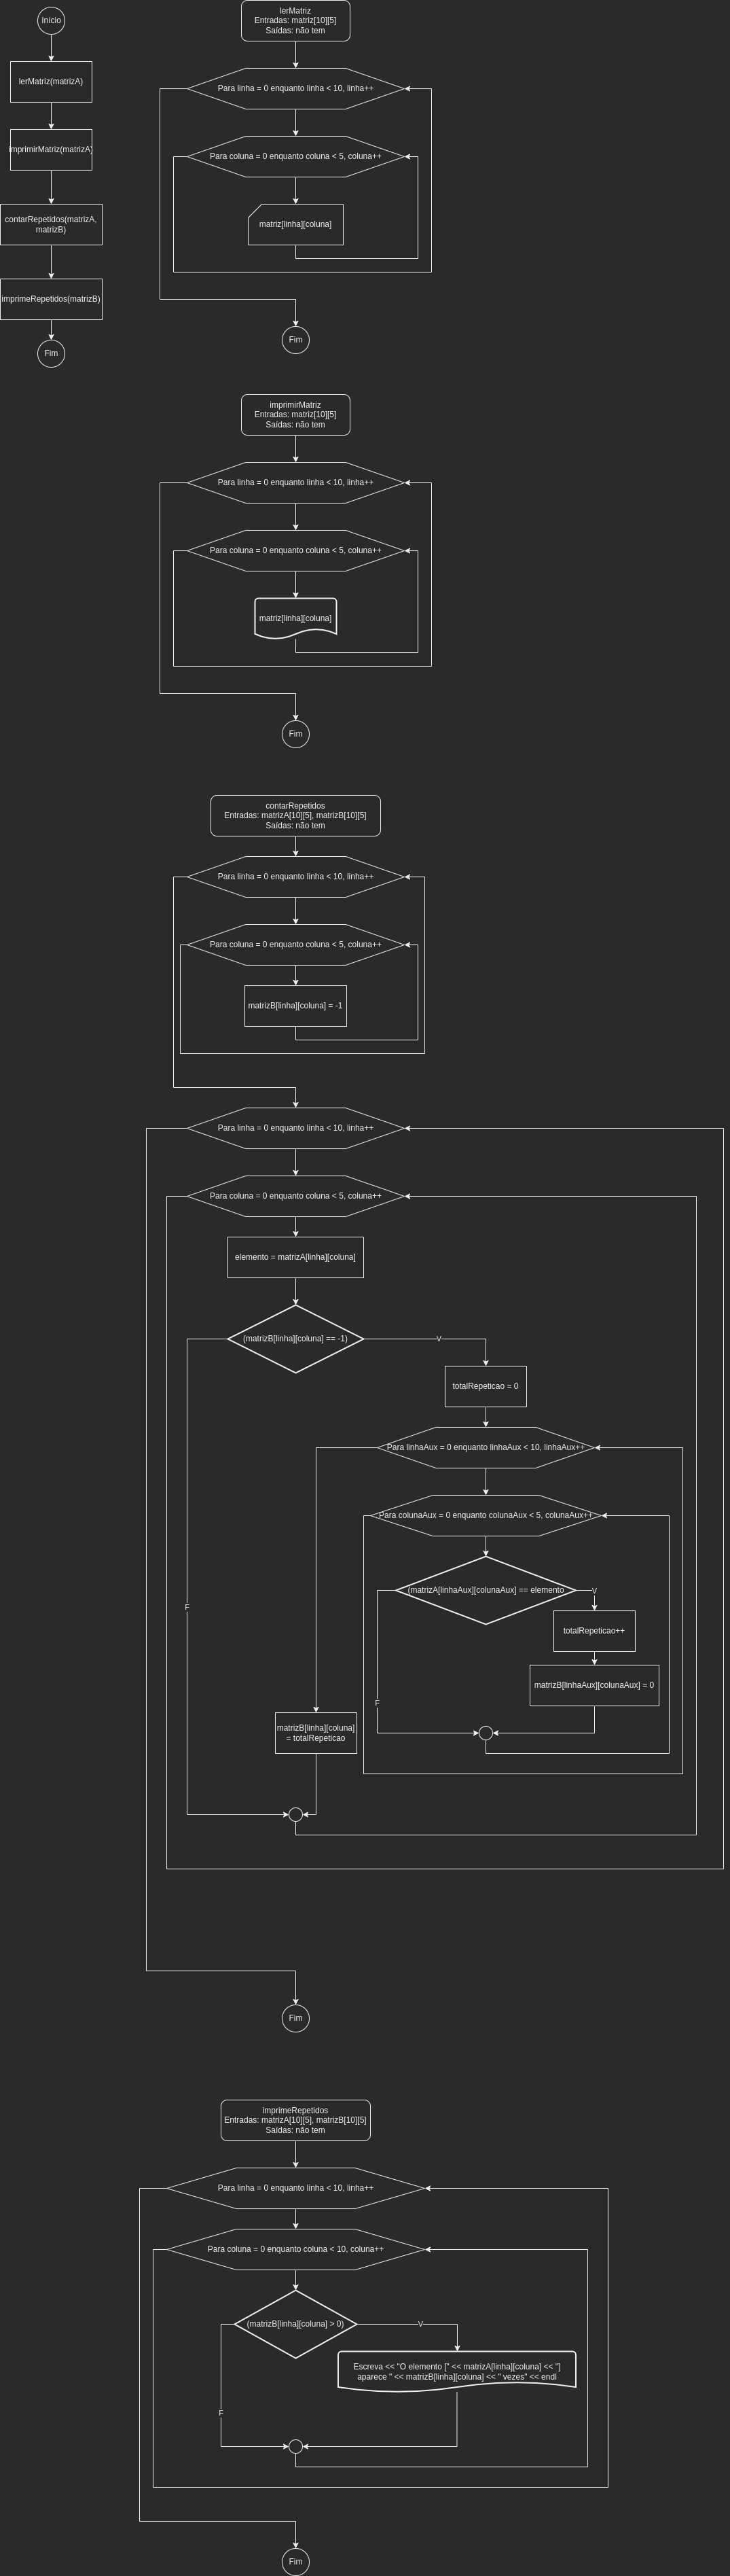 Início
lerMatriz(matrizA)
imprimirMatriz(matrizA)
contarRepetidos(matrizA,
matrizB)
imprimeRepetidos(matrizB)
Fim
lerMatriz
Entradas: matriz[10][5]
Saídas: não tem
Para linha = 0 enquanto linha < 10, linha++
Para coluna = 0 enquanto coluna < 5, coluna++
matriz[linha][coluna]
Fim
imprimirMatriz
Entradas: matriz[10][5]
Saídas: não tem
Para linha = 0 enquanto linha < 10, linha++
Para coluna = 0 enquanto coluna < 5, coluna++
matriz[linha][coluna]
Fim
contarRepetidos
Entradas: matrizA[10][5], matrizB[10][5]
Saídas: não tem
Para linha = 0 enquanto linha < 10, linha++
Para coluna = 0 enquanto coluna < 5, coluna++
matrizB[linha][coluna] = -1
Para linha = 0 enquanto linha < 10, linha++
Para coluna = 0 enquanto coluna < 5, coluna++
elemento = matrizA[linha][coluna]
(matrizB[linha][coluna] == -1)
V
totalRepeticao = 0
Para linhaAux = 0 enquanto linhaAux < 10, linhaAux++
Para colunaAux = 0 enquanto colunaAux < 5, colunaAux++
(matrizA[linhaAux][colunaAux] == elemento
V
F
totalRepeticao++
matrizB[linhaAux][colunaAux] = 0
F
matrizB[linha][coluna]
= totalRepeticao
Fim
imprimeRepetidos
Entradas: matrizA[10][5], matrizB[10][5]
Saídas: não tem
Para linha = 0 enquanto linha < 10, linha++
Para coluna = 0 enquanto coluna < 10, coluna++
(matrizB[linha][coluna] > 0)
V
Escreva << "O elemento [" << matrizA[linha][coluna] << "]
aparece " << matrizB[linha][coluna] << " vezes" << endl
F
Fim